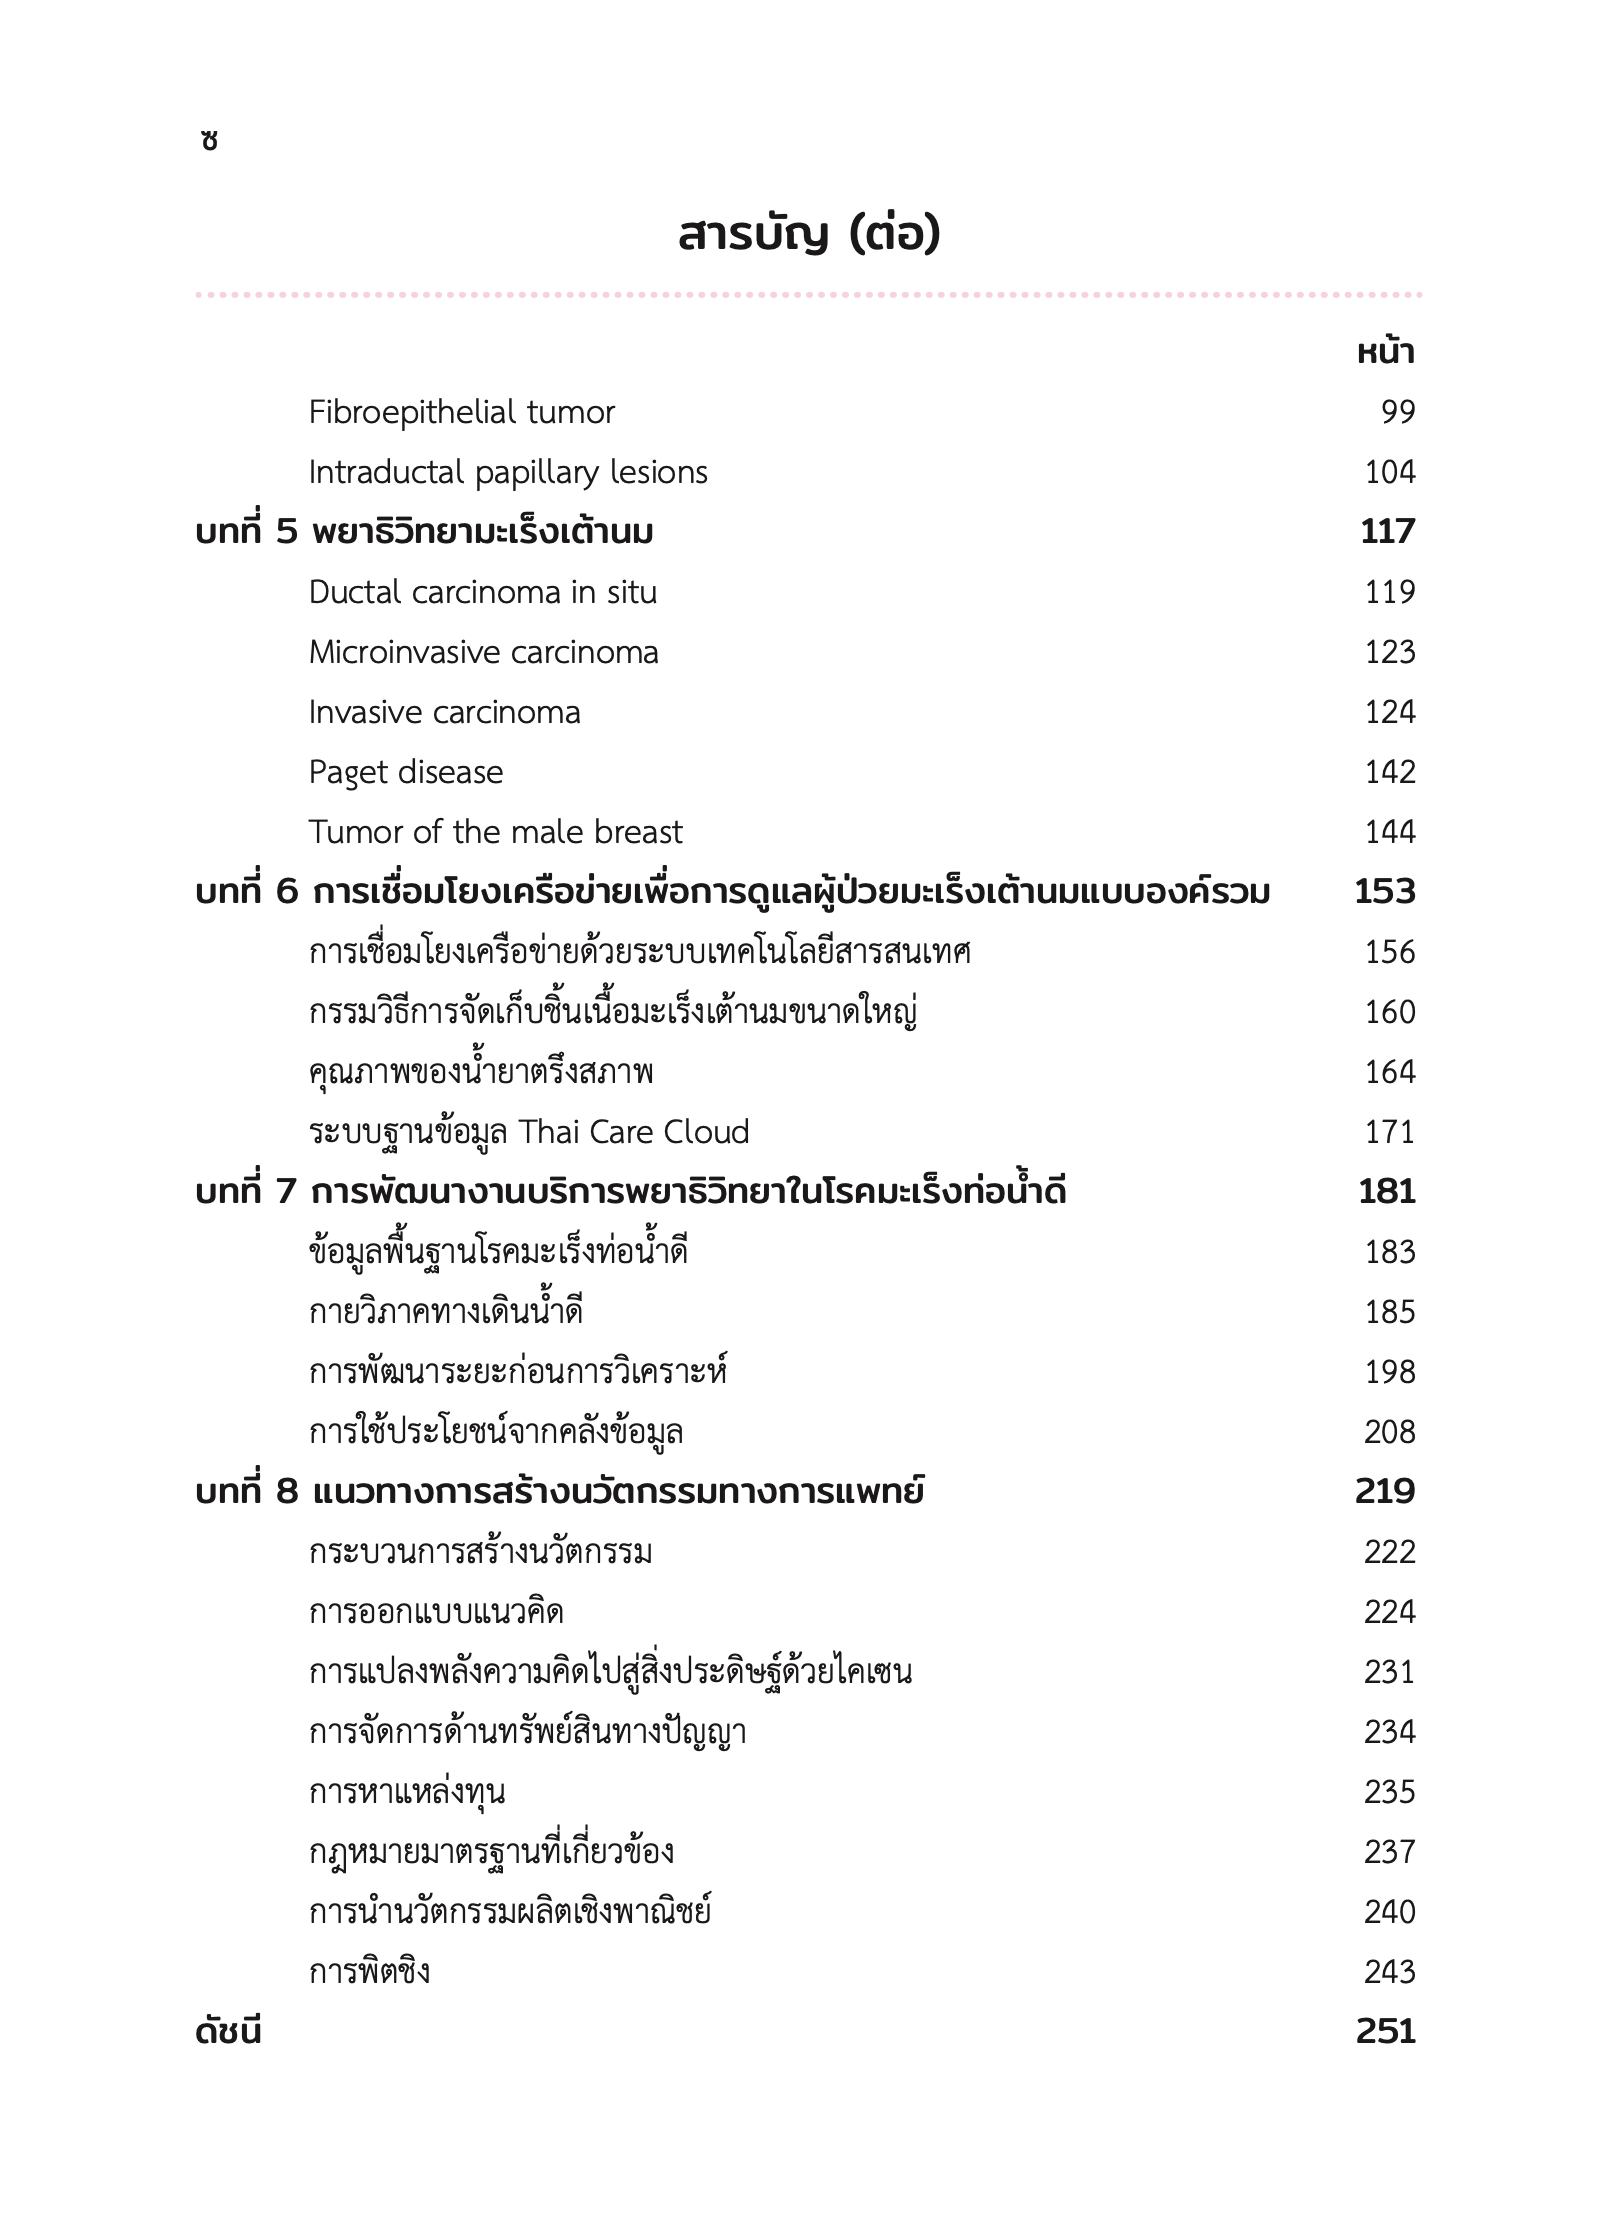 ซ
สารบัญ (ต่อ)
หน้า
Fibroepithelial tumor 99
Intraductal papillary lesions 104
บทที่ 5 พยาธิวิทยามะเร็งเต้านม 117
Ductal carcinoma in situ 119
Microinvasive carcinoma 123
Invasive carcinoma 124
Paget disease 142
Tumor of the male breast 144
บทที่ 6 การเชื่อมโยงเครือข่ายเพื่อการดูแลผู้ป่วยมะเร็งเต้านมแบบองค์รวม 153
การเชื่อมโยงเครือข่ายด้วยระบบเทคโนโลยีสารสนเทศ 156
กรรมวิธีการจัดเก็บชิ้นเนื้อมะเร็งเต้านมขนาดใหญ่ 160
คุณภาพของน้ำยาตรึงสภาพ 164
ระบบฐานข้อมูล Thai Care Cloud 171
บทที่ 7 การพัฒนางานบริการพยาธิวิทยาในโรคมะเร็งท่อน้ำดี 181
ข้อมูลพื้นฐานโรคมะเร็งท่อน้ำดี 183
กายวิภาคทางเดินน้ำดี 185
การพัฒนาระยะก่อนการวิเคราะห์ 198
การใช้ประโยชน์จากคลังข้อมูล 208
บทที่ 8 แนวทางการสร้างนวัตกรรมทางการแพทย์ 219
กระบวนการสร้างนวัตกรรม 222
การออกแบบแนวคิด 224
การแปลงพลังความคิดไปสู่สิ่งประดิษฐ์ด้วยไคเซน 231
การจัดการด้านทรัพย์สินทางปัญญา 234
การหาแหล่งทุน 235
กฎหมายมาตรฐานที่เกี่ยวข้อง 237
การนำนวัตกรรมผลิตเชิงพาณิชย์ 240
การพิตชิง 243
ดัชนี 251